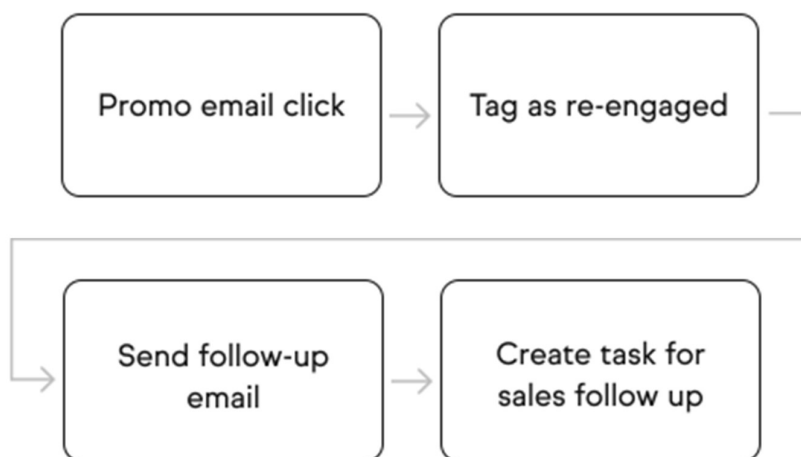 Promo email click
Tag as re-engaged
Send follow-up
email
Create task for
sales follow up